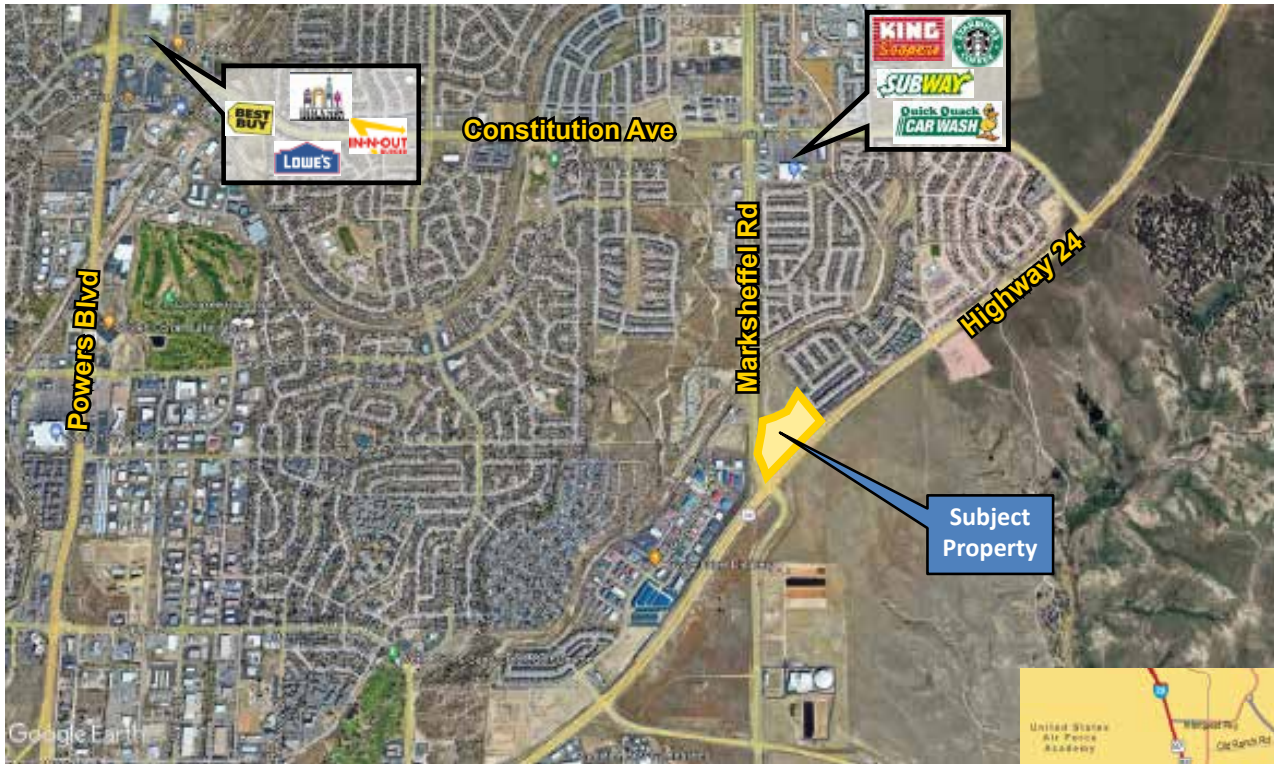 KING
Soopers
STARBUCKS
COFFEE
SUBWAY
Quick Quack
CAR WASH
BEST
BUY
IN-N-OUT
BURGER
LOWE'S
Constitution Ave
Powers Blvd
Marksheffel Rd
Highway 24
Subject
Property
Google Earth
United States
Air Force
Academy
Old Ranch Rd